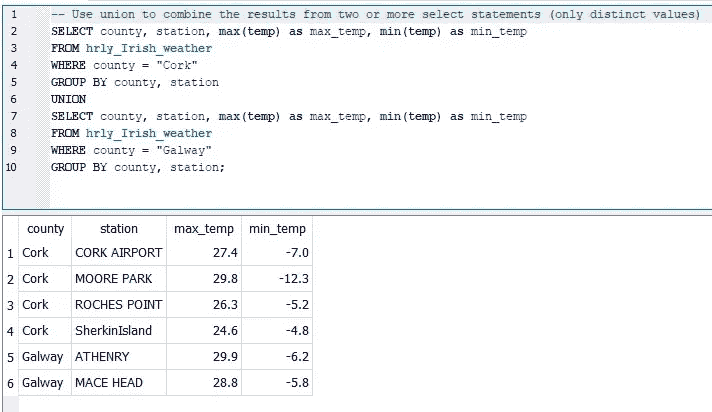 1 -- Use union to combine the results from two or more select statements (only distinct values)
2 SELECT county, station, max(temp) as max_temp, min(temp) as min_temp
3 FROM hrly_Irish_weather
4 WHERE county = "Cork"
5 GROUP BY county, station
6 UNION
7 SELECT county, station, max(temp) as max_temp, min(temp) as min_temp
8 FROM hrly_Irish_weather
9 WHERE county = "Galway"
10 GROUP BY county, station;
county station max_temp min_temp
1 Cork CORK AIRPORT 27.4 -7.0
2 Cork MOORE PARK 29.8 -12.3
3 Cork ROCHES POINT 26.3 -5.2
4 Cork SherkinIsland 24.6 -4.8
5 Galway ATHENRY 29.9 -6.2
6 Galway MACE HEAD 28.8 -5.8